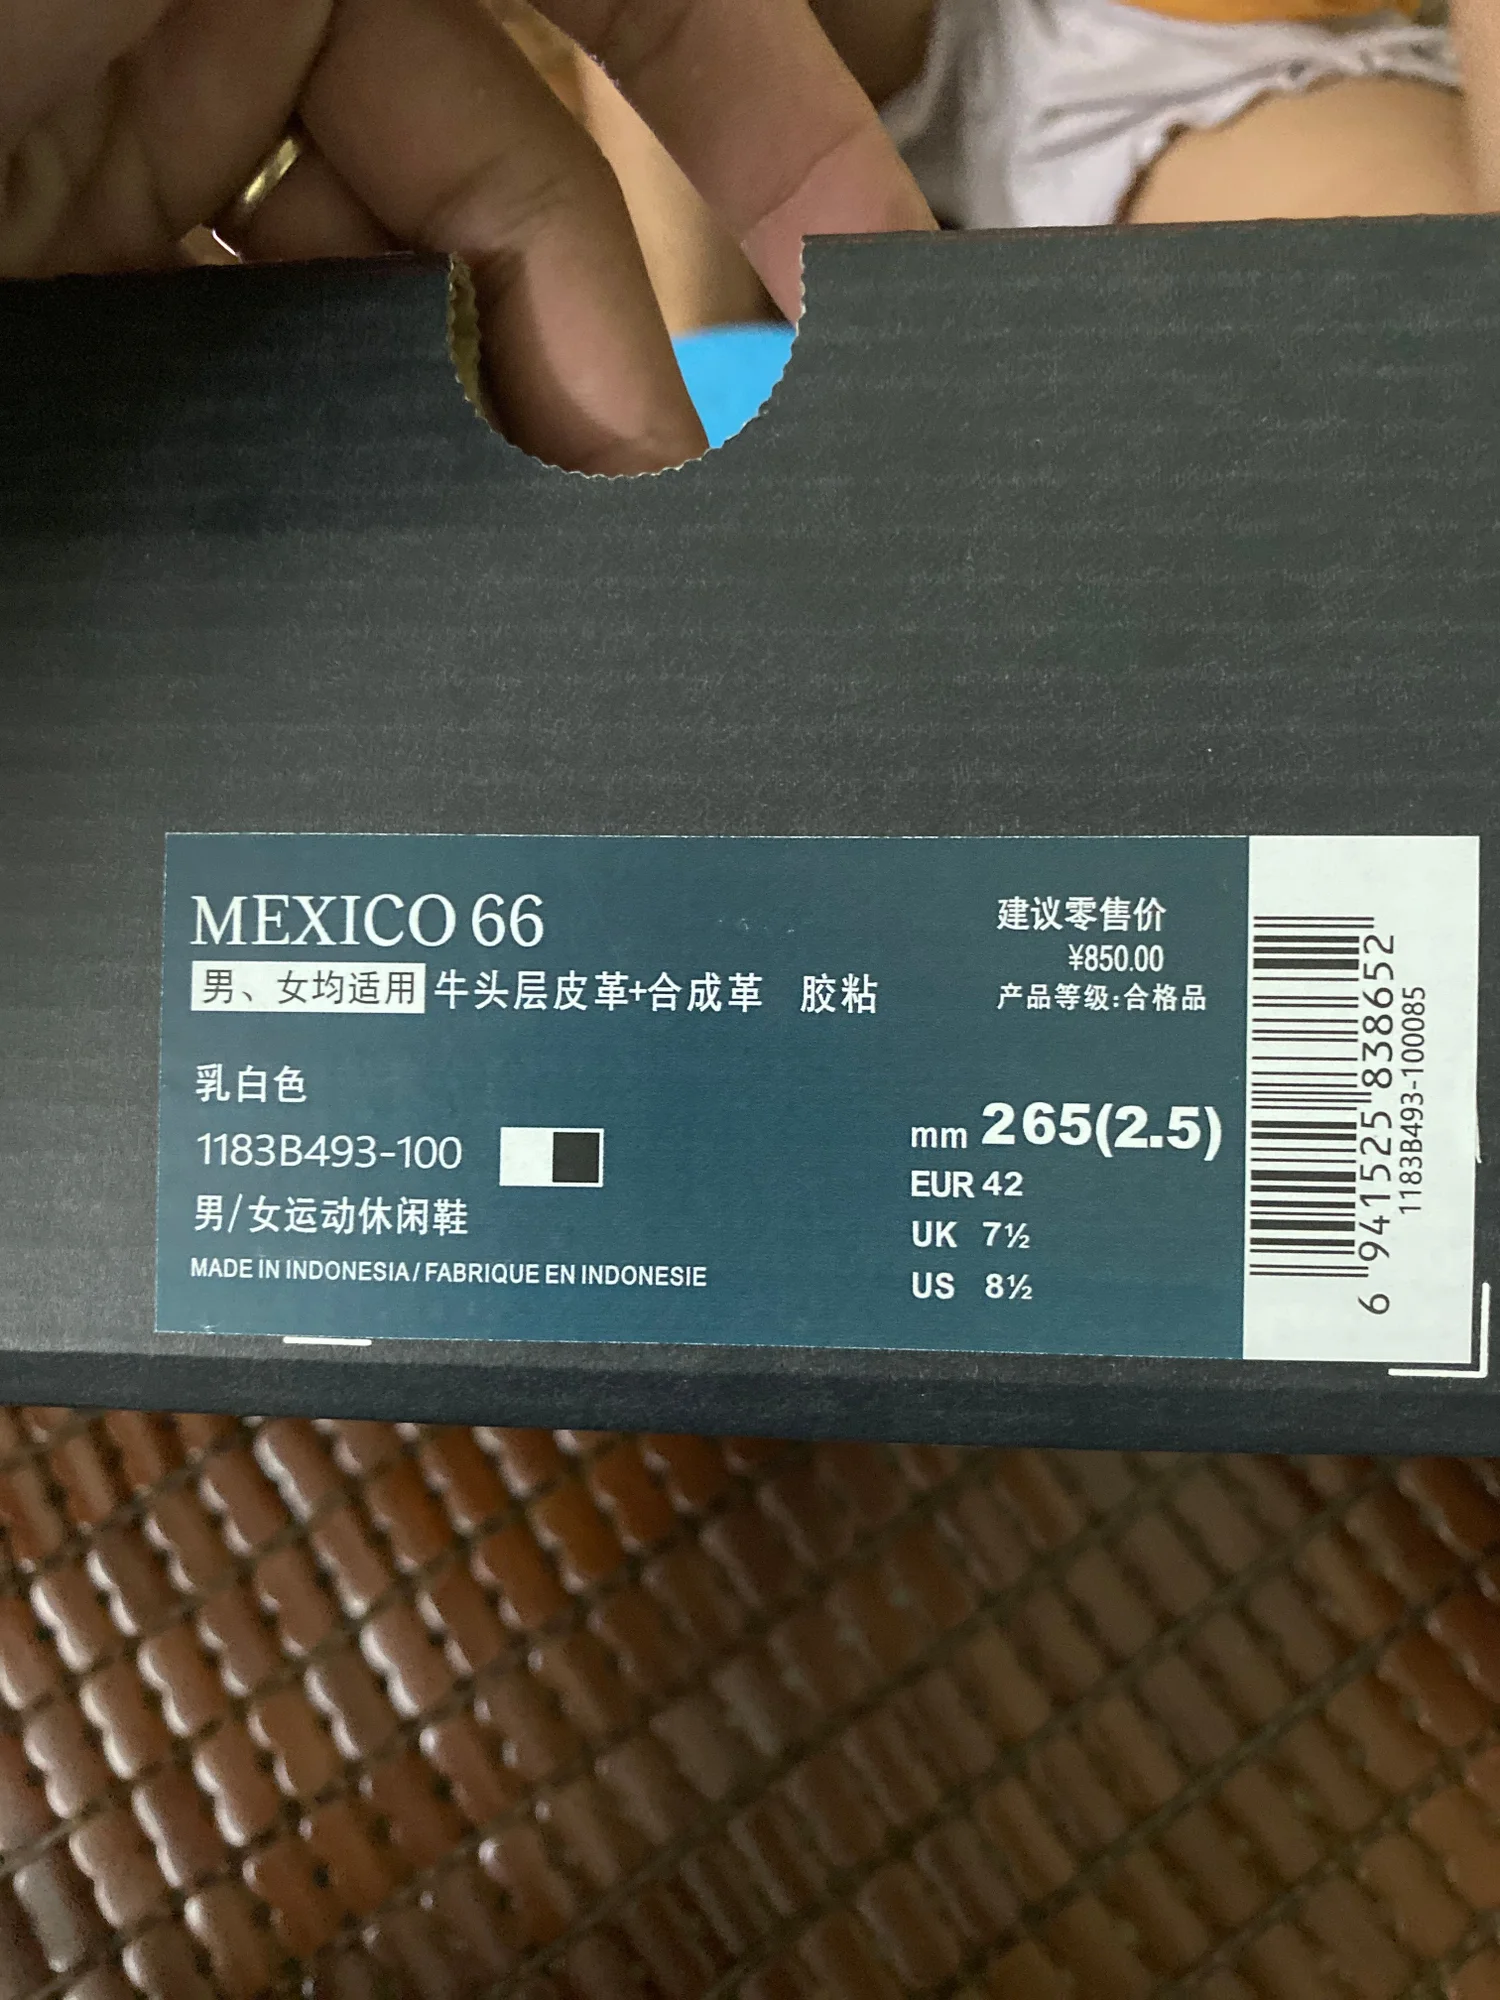 MEXICO 66
男、女均适用 牛头层皮革+合成革 胶粘
建议零售价
¥850.00
产品等级:合格品
乳白色
1183B493-100
男/女运动休闲鞋
MADE IN INDONESIA / FABRIQUE EN INDONESIE
mm 265(2.5)
EUR 42
UK 7½
US 8½
6 941525 838652
1183B493-100085